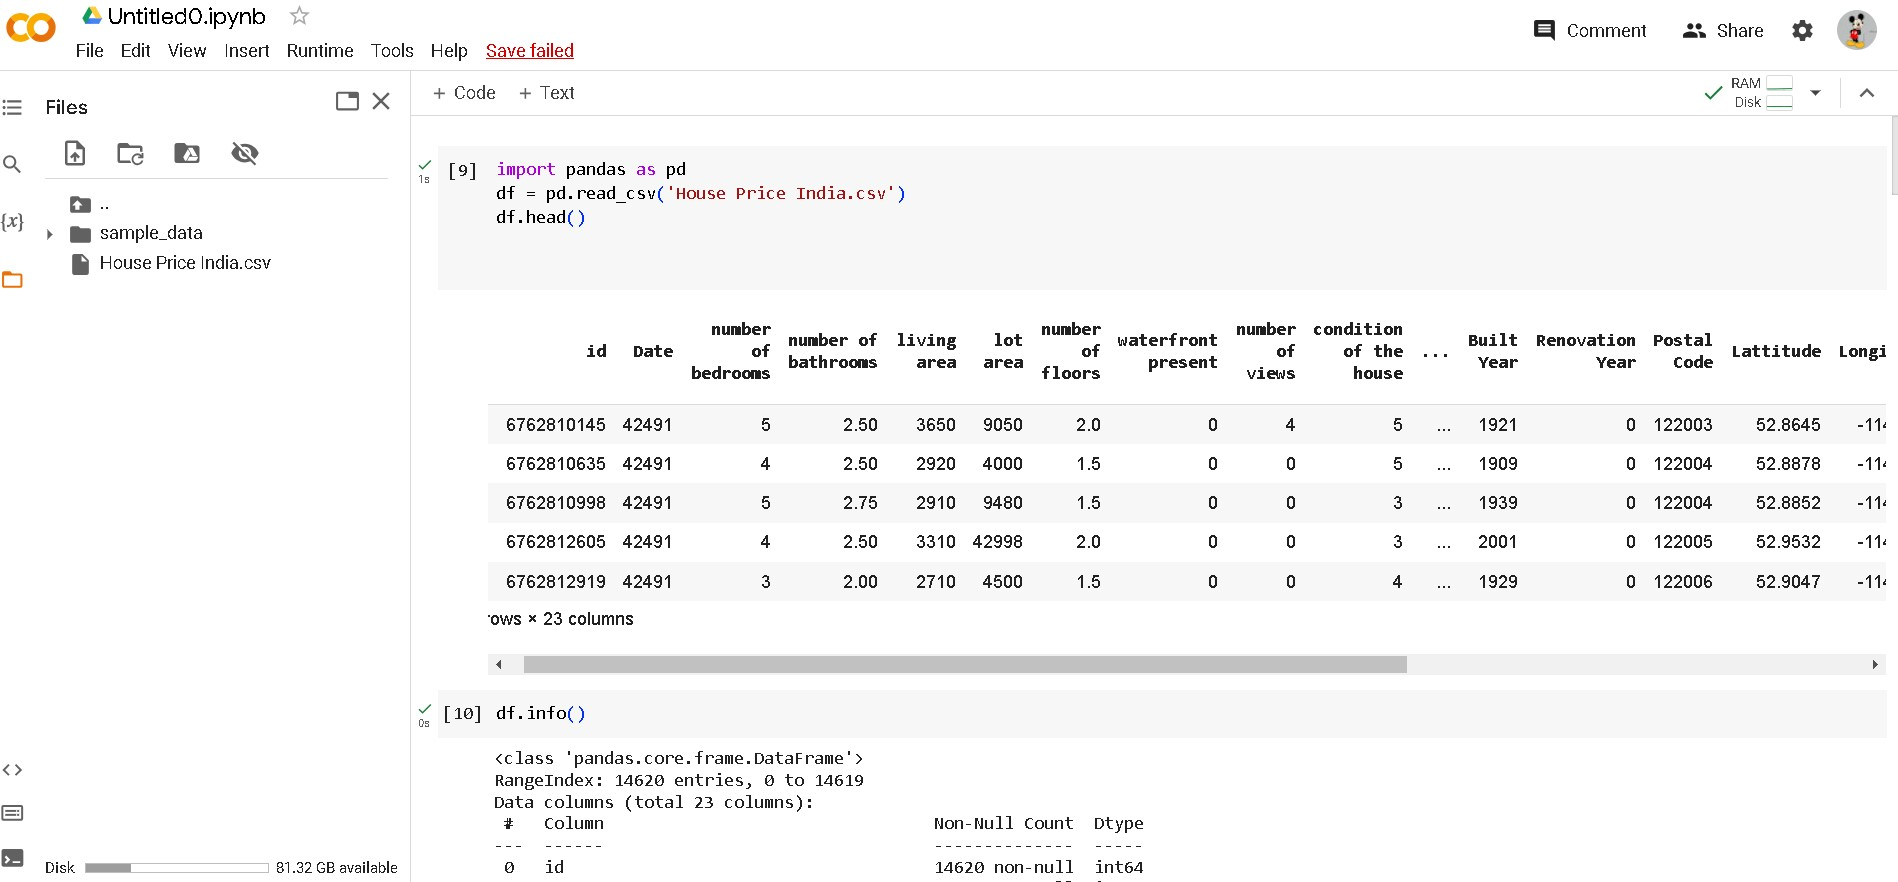 Untitled0.ipynb
File Edit View Insert Runtime Tools Help Save failed
Comment
Share
Files
+ Code + Text
RAM
Disk
..
sample_data
House Price India.csv
Disk 81.32 GB available
1s
[9] import pandas as pd
df = pd.read_csv('House Price India.csv')
df.head()
id Date number of bedrooms number of bathrooms living area lot area number of floors waterfront present number of views condition of the house ... Built Year Renovation Year Postal Code Lattitude Longi
6762810145 42491 5 2.50 3650 9050 2.0 0 4 5 ... 1921 0 122003 52.8645 -114
6762810635 42491 4 2.50 2920 4000 1.5 0 0 5 ... 1909 0 122004 52.8878 -114
6762810998 42491 5 2.75 2910 9480 1.5 0 0 3 ... 1939 0 122004 52.8852 -114
6762812605 42491 4 2.50 3310 42998 2.0 0 0 3 ... 2001 0 122005 52.9532 -114
6762812919 42491 3 2.00 2710 4500 1.5 0 0 4 ... 1929 0 122006 52.9047 -114
rows × 23 columns
0s
[10] df.info()
<class 'pandas.core.frame.DataFrame'>
RangeIndex: 14620 entries, 0 to 14619
Data columns (total 23 columns):
# Column Non-Null Count Dtype
--- ------ -------------- -----
0 id 14620 non-null int64